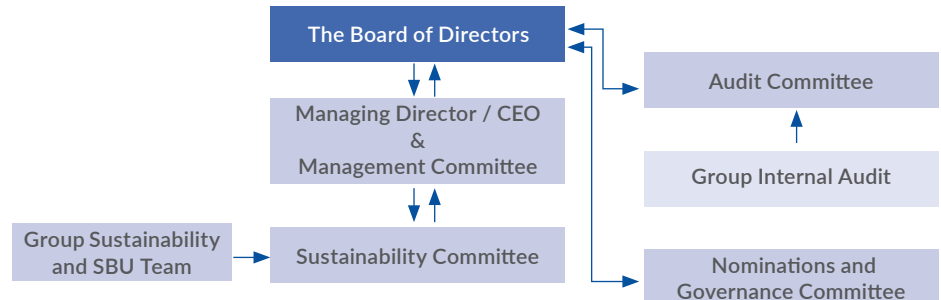 The Board of Directors
Audit Committee
Managing Director / CEO
&
Management Committee
Group Internal Audit
Group Sustainability
and SBU Team
Sustainability Committee
Nominations and
Governance Committee